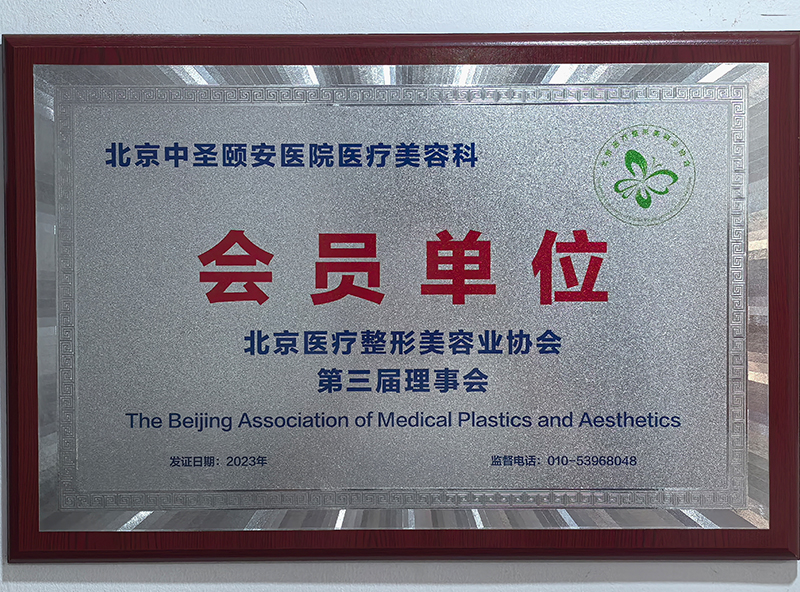 北京中圣颐安医院医疗美容科
会员单位
北京医疗整形美容业协会
第三届理事会
The Beijing Association of Medical Plastics and Aesthetics
发证日期：2023年
监督电话：010-53968048